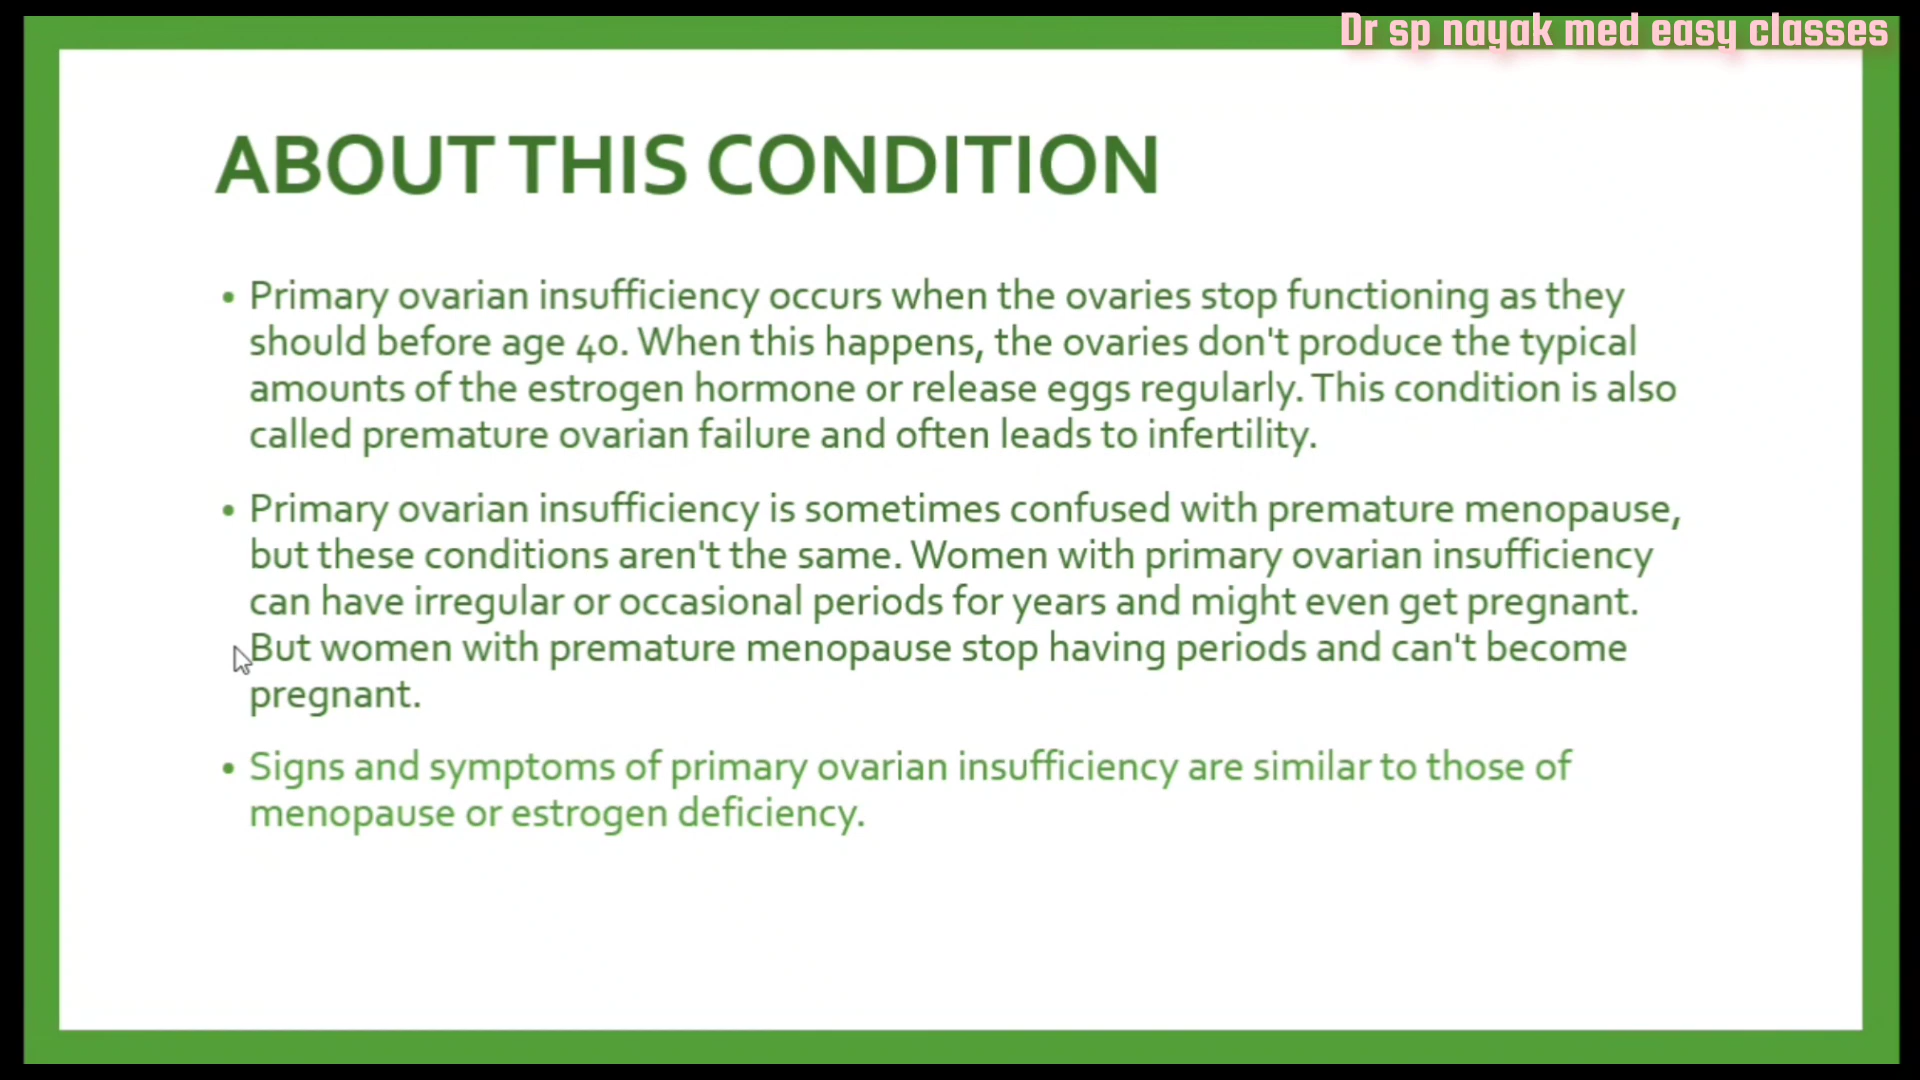 Dr sp nayak med easy classes
ABOUT THIS CONDITION
• Primary ovarian insufficiency occurs when the ovaries stop functioning as they
should before age 40. When this happens, the ovaries don't produce the typical
amounts of the estrogen hormone or release eggs regularly. This condition is also
called premature ovarian failure and often leads to infertility.
• Primary ovarian insufficiency is sometimes confused with premature menopause,
but these conditions aren't the same. Women with primary ovarian insufficiency
can have irregular or occasional periods for years and might even get pregnant.
But women with premature menopause stop having periods and can't become
pregnant.
• Signs and symptoms of primary ovarian insufficiency are similar to those of
menopause or estrogen deficiency.